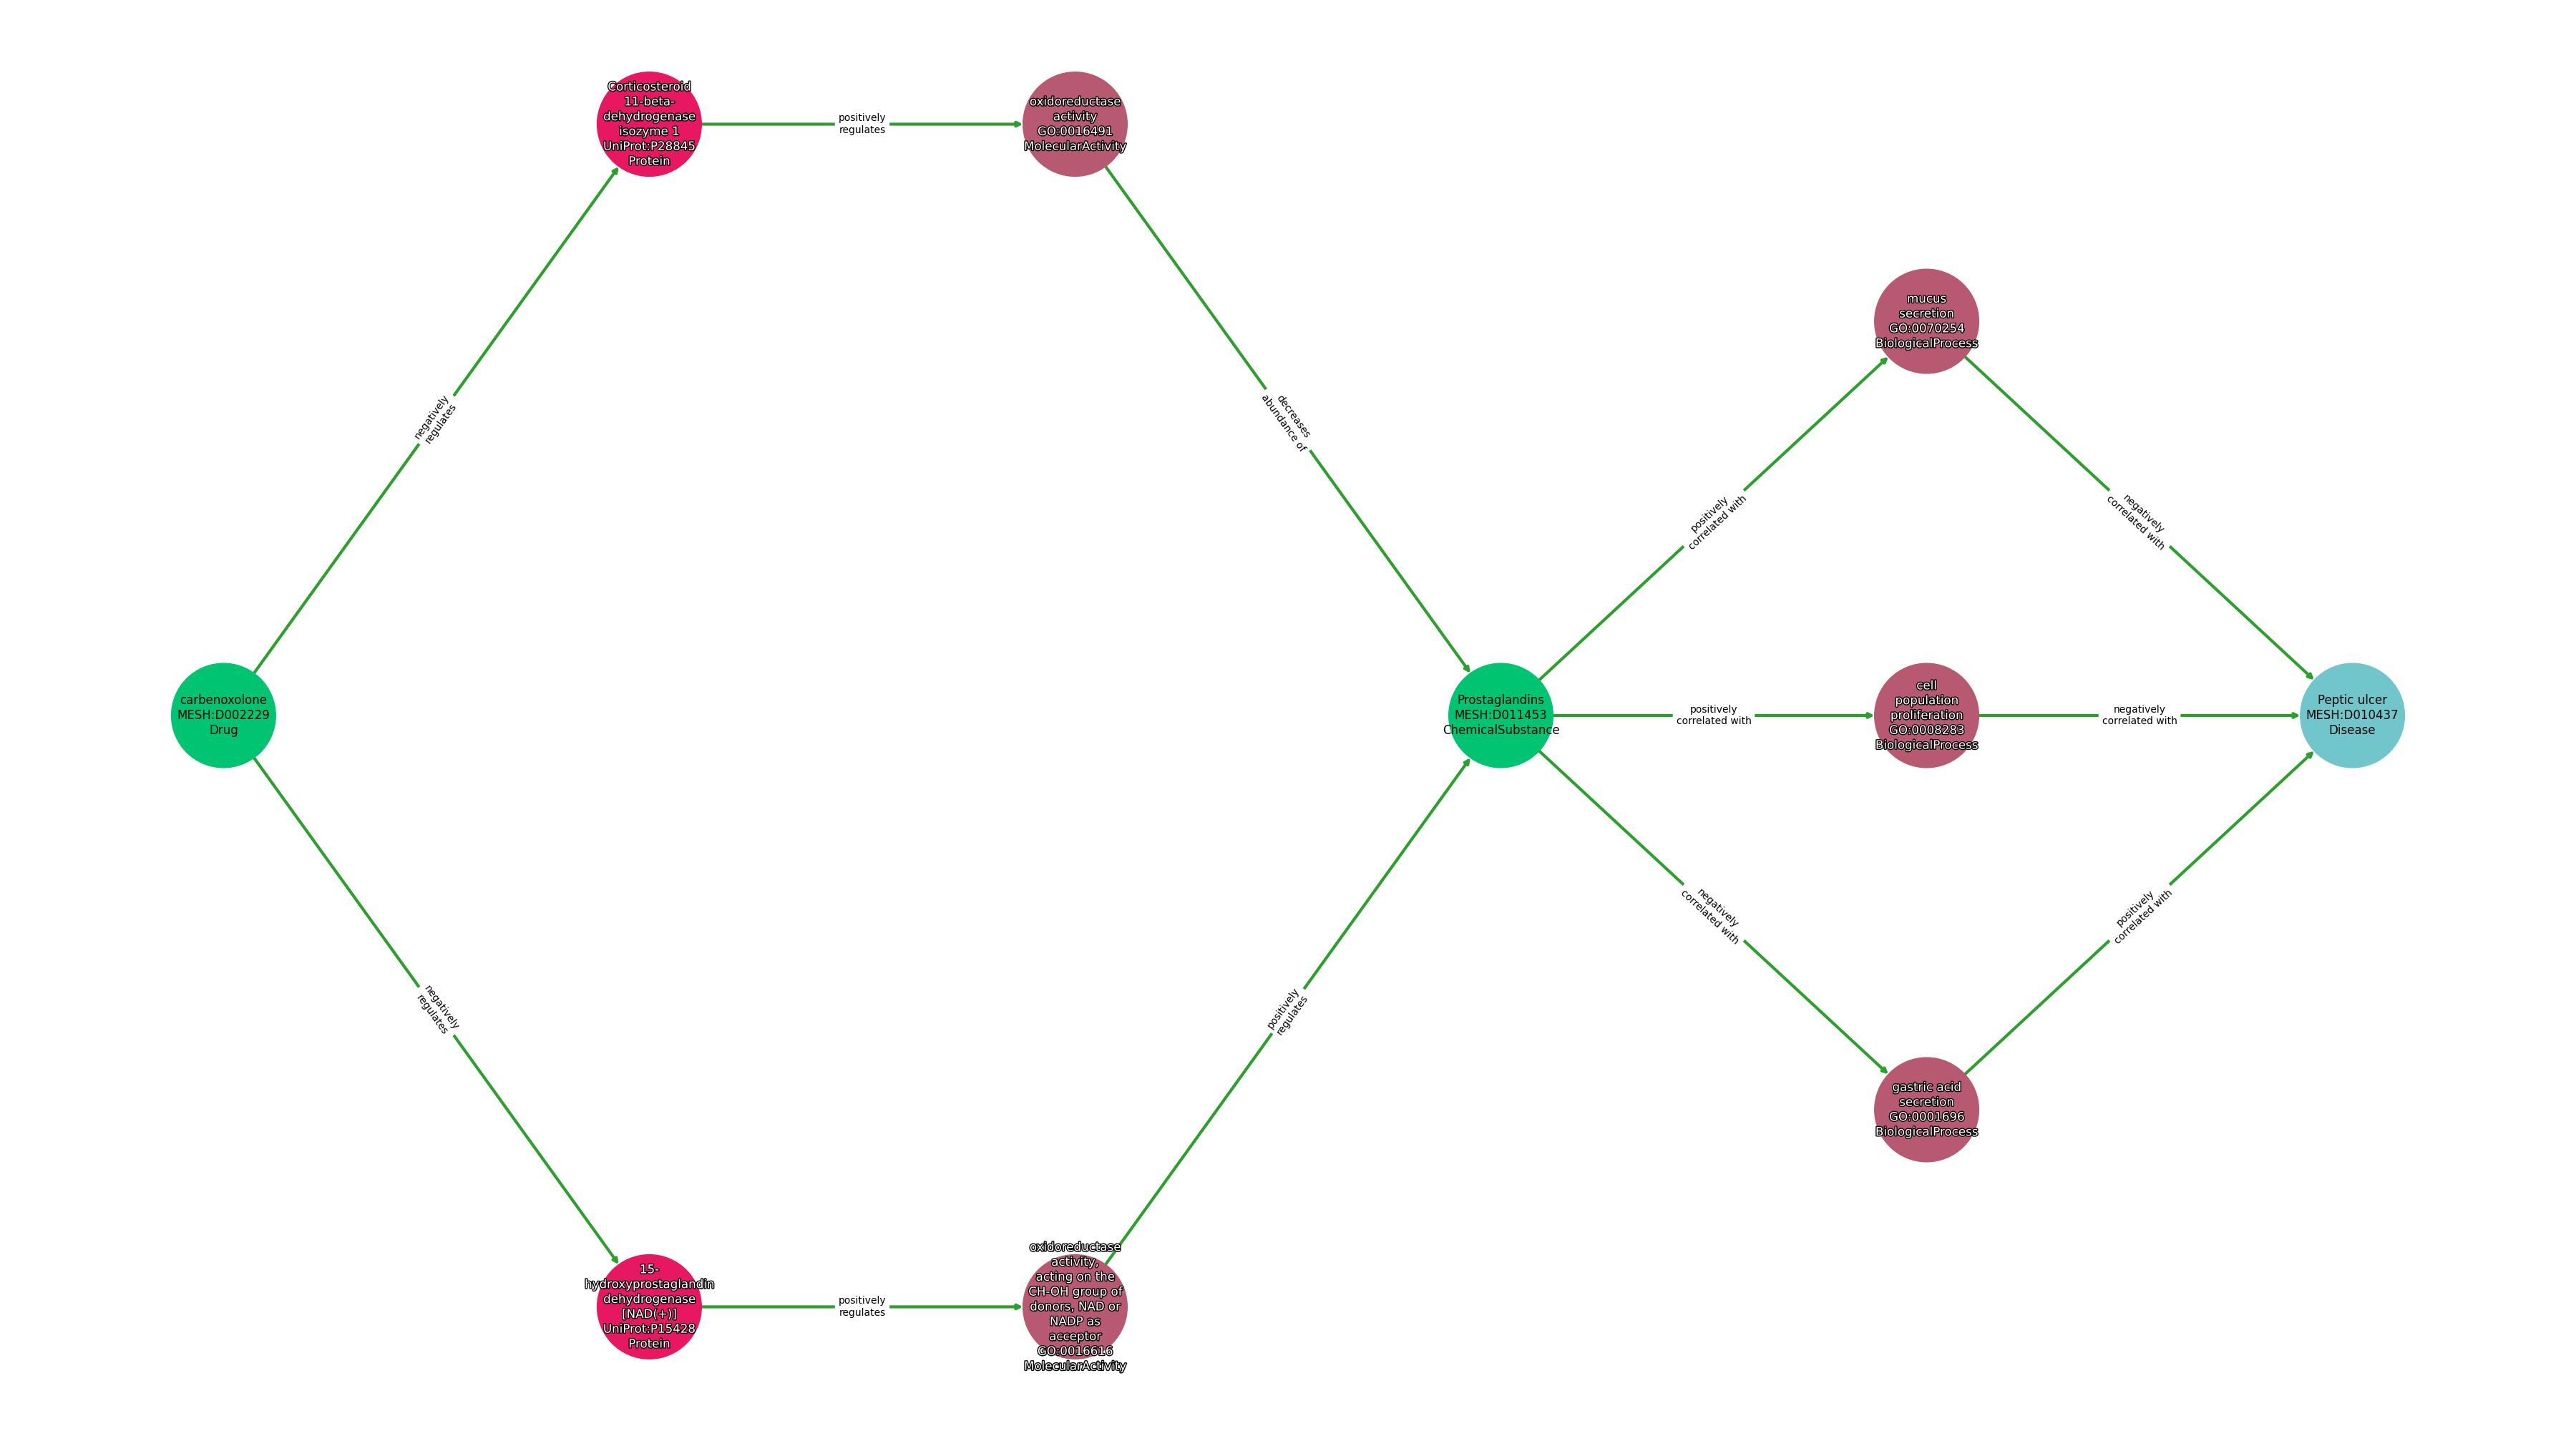 Corticosteroid
11-beta-
dehydrogenase
isozyme 1
UniProt:P28845
Protein
positively
regulates
oxidoreductase
activity
GO:0016491
MolecularActivity
negatively
regulates
decreases
abundance of
mucus
secretion
GO:0070254
BiologicalProcess
positively
correlated with
negatively
correlated with
carbenoxolone
MESH:D002229
Drug
Prostaglandins
MESH:D011453
ChemicalSubstance
positively
correlated with
cell
population
proliferation
GO:0008283
BiologicalProcess
negatively
correlated with
Peptic ulcer
MESH:D010437
Disease
negatively
correlated with
positively
correlated with
negatively
regulates
positively
regulates
gastric acid
secretion
GO:0001696
BiologicalProcess
15-
hydroxyprostaglandin
dehydrogenase
[NAD(+)]
UniProt:P15428
Protein
positively
regulates
oxidoreductase
activity,
acting on the
CH-OH group of
donors, NAD or
NADP as
acceptor
GO:0016616
MolecularActivity